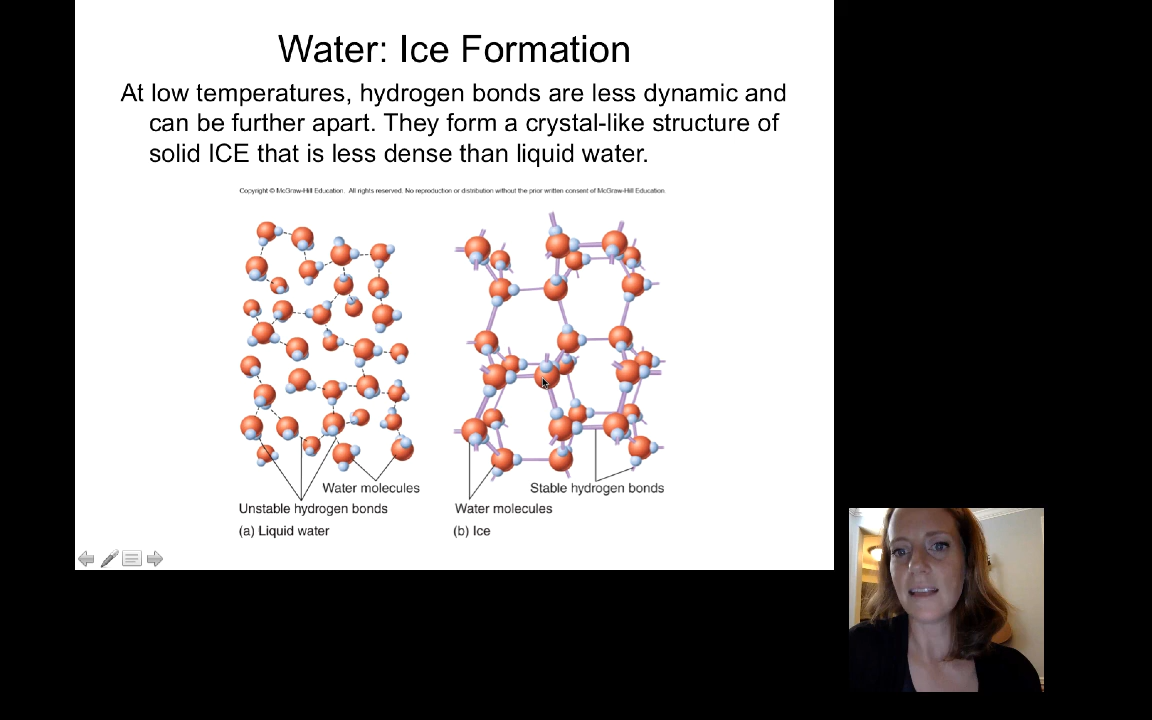 Water: Ice Formation
At low temperatures, hydrogen bonds are less dynamic and
can be further apart. They form a crystal-like structure of
solid ICE that is less dense than liquid water.
Copyright © McGraw-Hill Education. All rights reserved. No reproduction or distribution without the prior written consent of McGraw-Hill Education.
Water molecules
Unstable hydrogen bonds
(a) Liquid water
Stable hydrogen bonds
Water molecules
(b) Ice